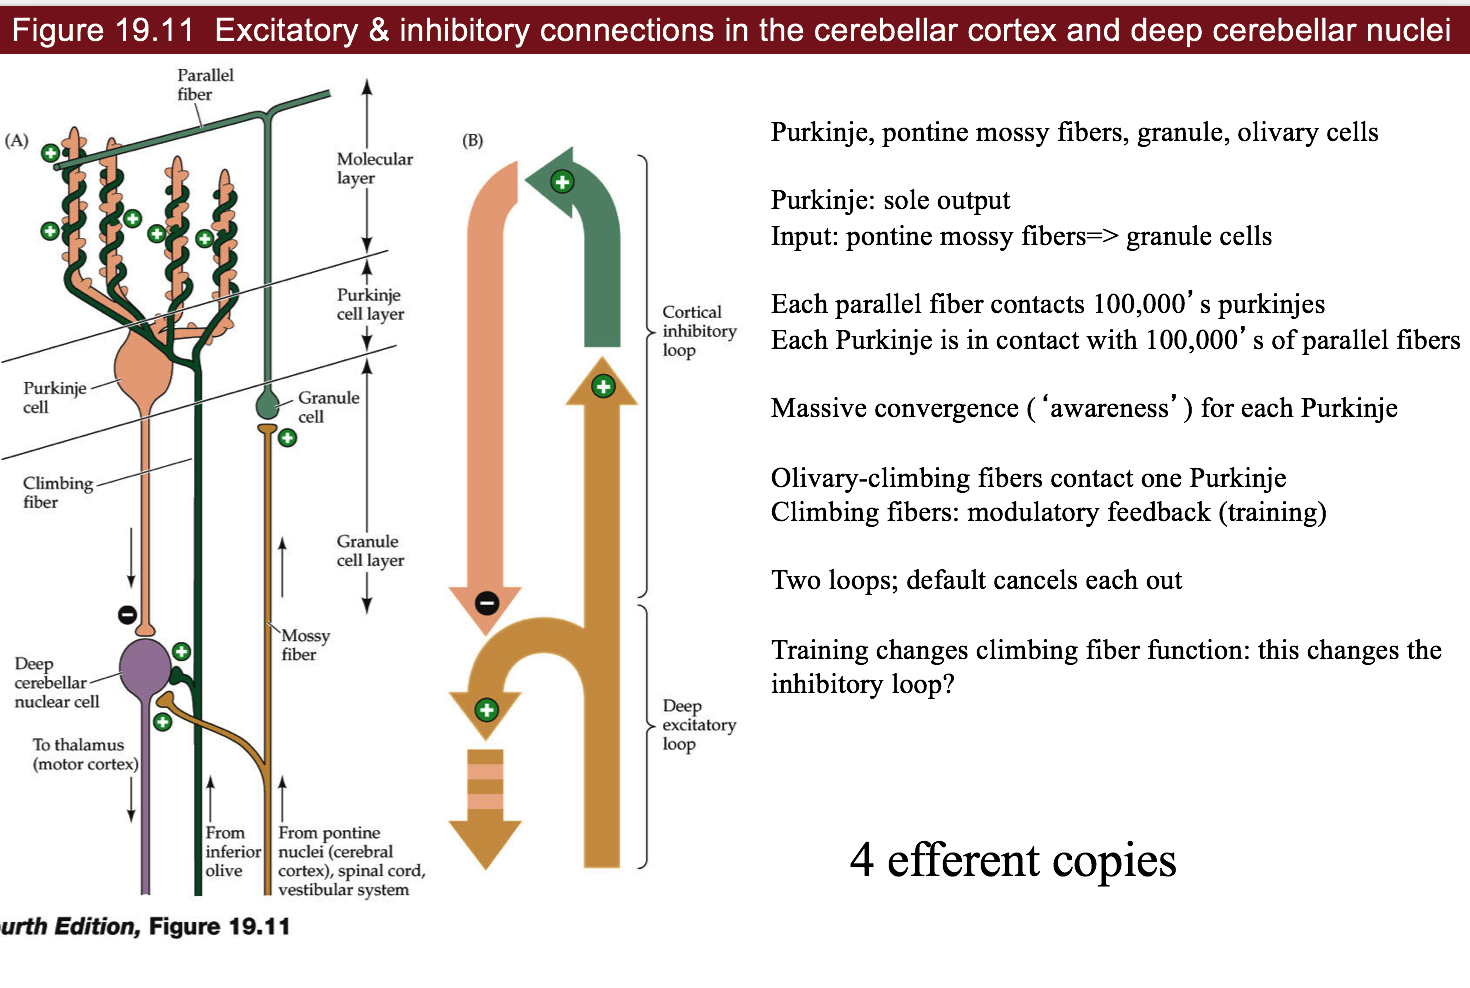 Figure 19.11 Excitatory & inhibitory connections in the cerebellar cortex and deep cerebellar nuclei
(A)
Parallel
fiber
Molecular
layer
Purkinje
cell layer
Purkinje
cell
Granule
cell
Climbing
fiber
Granule
cell layer
Mossy
fiber
Deep
cerebellar
nuclear cell
To thalamus
(motor cortex)
From
inferior
olive
From pontine
nuclei (cerebral
cortex), spinal cord,
vestibular system
(B)
Cortical
inhibitory
loop
Deep
excitatory
loop
Purkinje, pontine mossy fibers, granule, olivary cells
Purkinje: sole output
Input: pontine mossy fibers=> granule cells
Each parallel fiber contacts 100,000’s purkinjes
Each Purkinje is in contact with 100,000’s of parallel fibers
Massive convergence (‘awareness’) for each Purkinje
Olivary-climbing fibers contact one Purkinje
Climbing fibers: modulatory feedback (training)
Two loops; default cancels each out
Training changes climbing fiber function: this changes the
inhibitory loop?
4 efferent copies
urth Edition, Figure 19.11